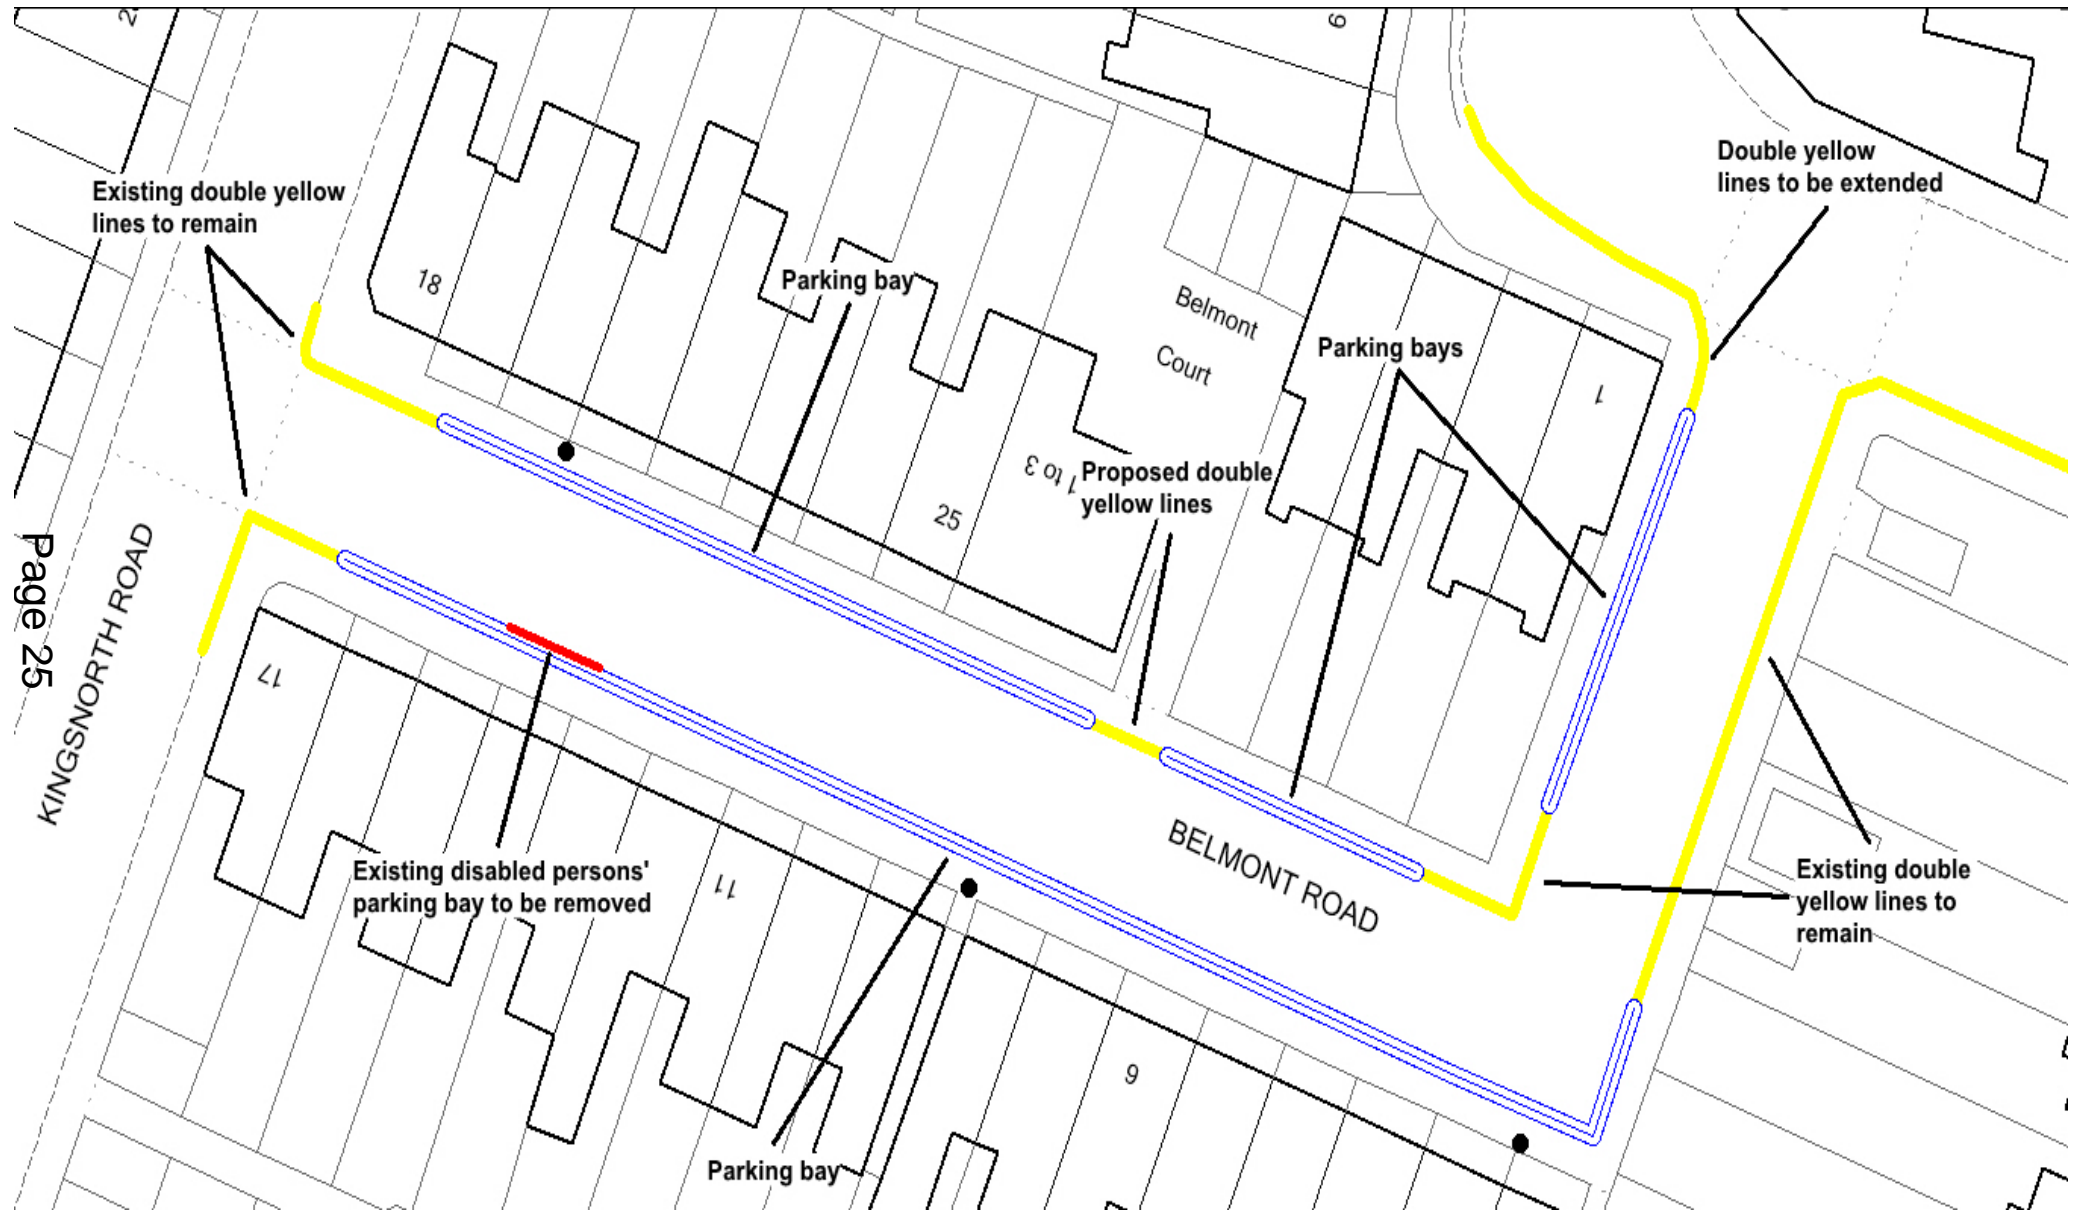 6
Double yellow
lines to be extended
Existing double yellow
lines to remain
18
Parking bay
Belmont
Court
Parking bays
1
1 to 3
Proposed double
yellow lines
25
Page 25
KINGSNORTH ROAD
17
BELMONT ROAD
Existing disabled persons'
parking bay to be removed
11
Existing double
yellow lines to
remain
9
Parking bay